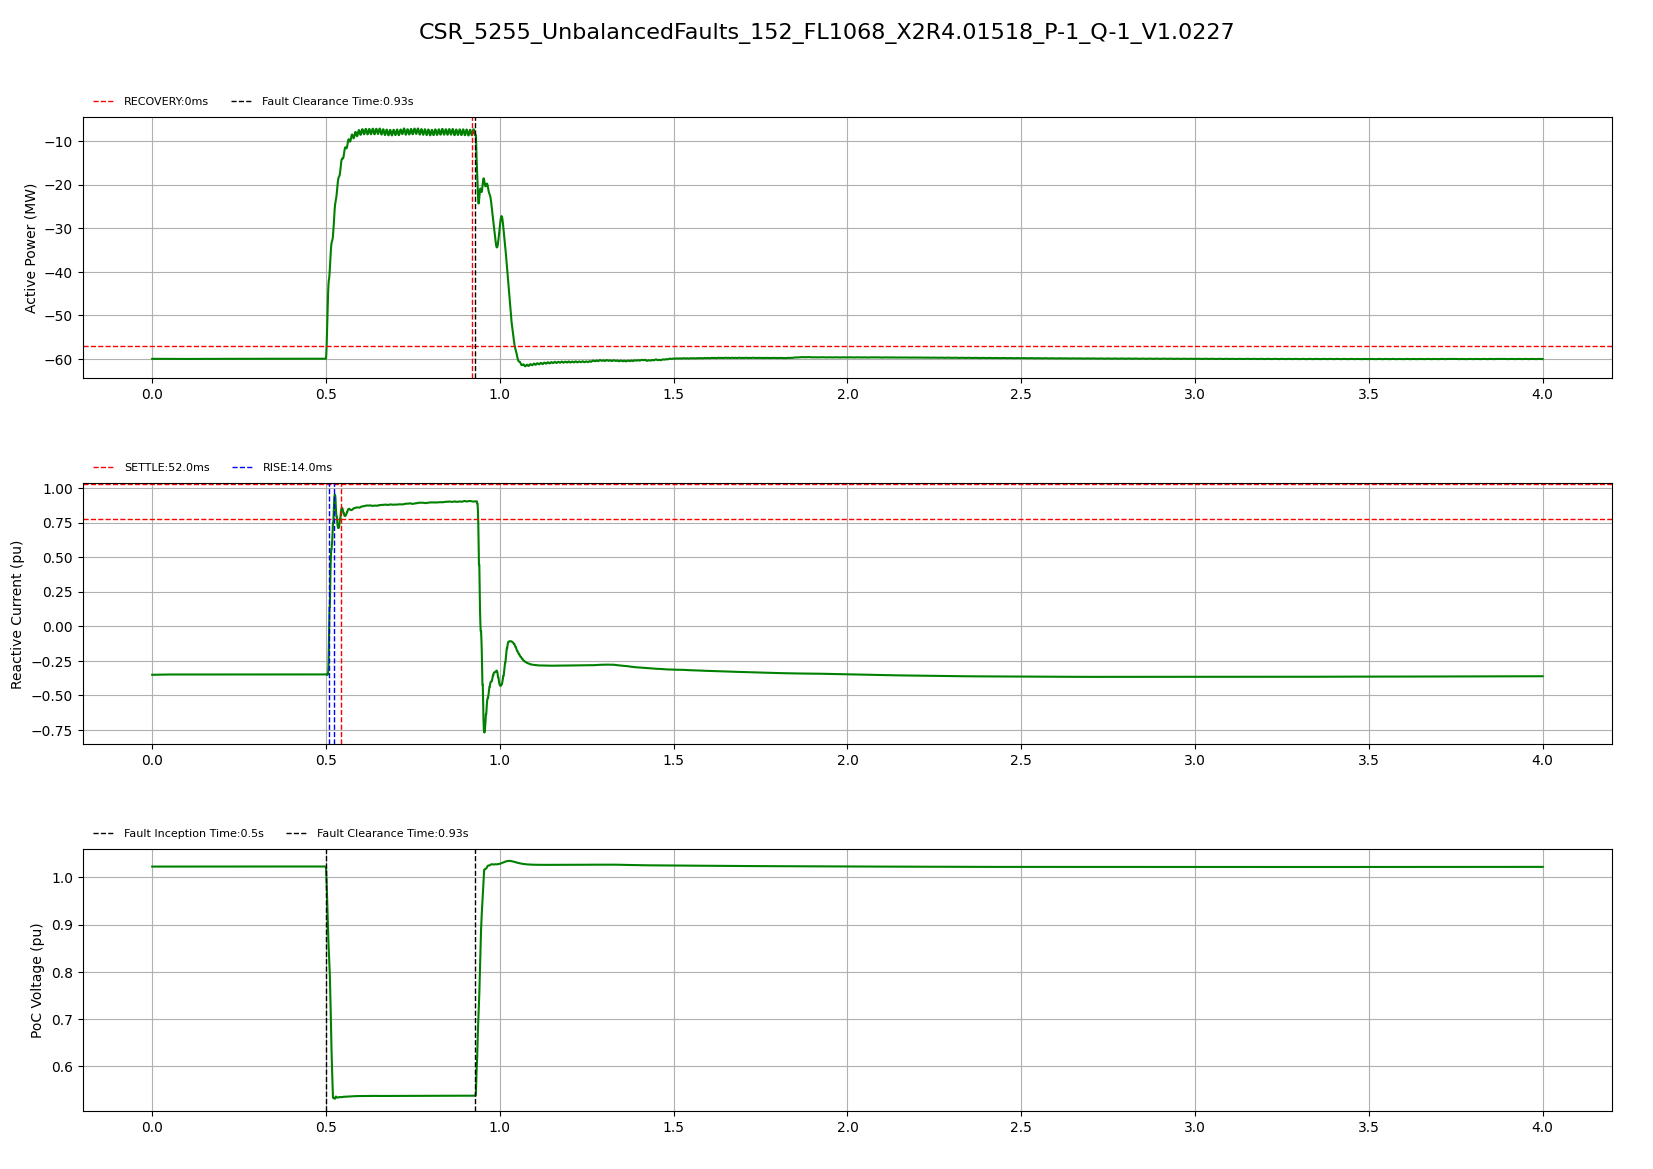 CSR_5255_UnbalancedFaults_152_FL1068_X2R4.01518_P-1_Q-1_V1.0227
RECOVERY:0ms Fault Clearance Time:0.93s
Active Power (MW)
−10
−20
−30
−40
−50
−60
0.0 0.5 1.0 1.5 2.0 2.5 3.0 3.5 4.0
SETTLE:52.0ms RISE:14.0ms
Reactive Current (pu)
1.00
0.75
0.50
0.25
0.00
−0.25
−0.50
−0.75
0.0 0.5 1.0 1.5 2.0 2.5 3.0 3.5 4.0
Fault Inception Time:0.5s Fault Clearance Time:0.93s
PoC Voltage (pu)
1.0
0.9
0.8
0.7
0.6
0.0 0.5 1.0 1.5 2.0 2.5 3.0 3.5 4.0